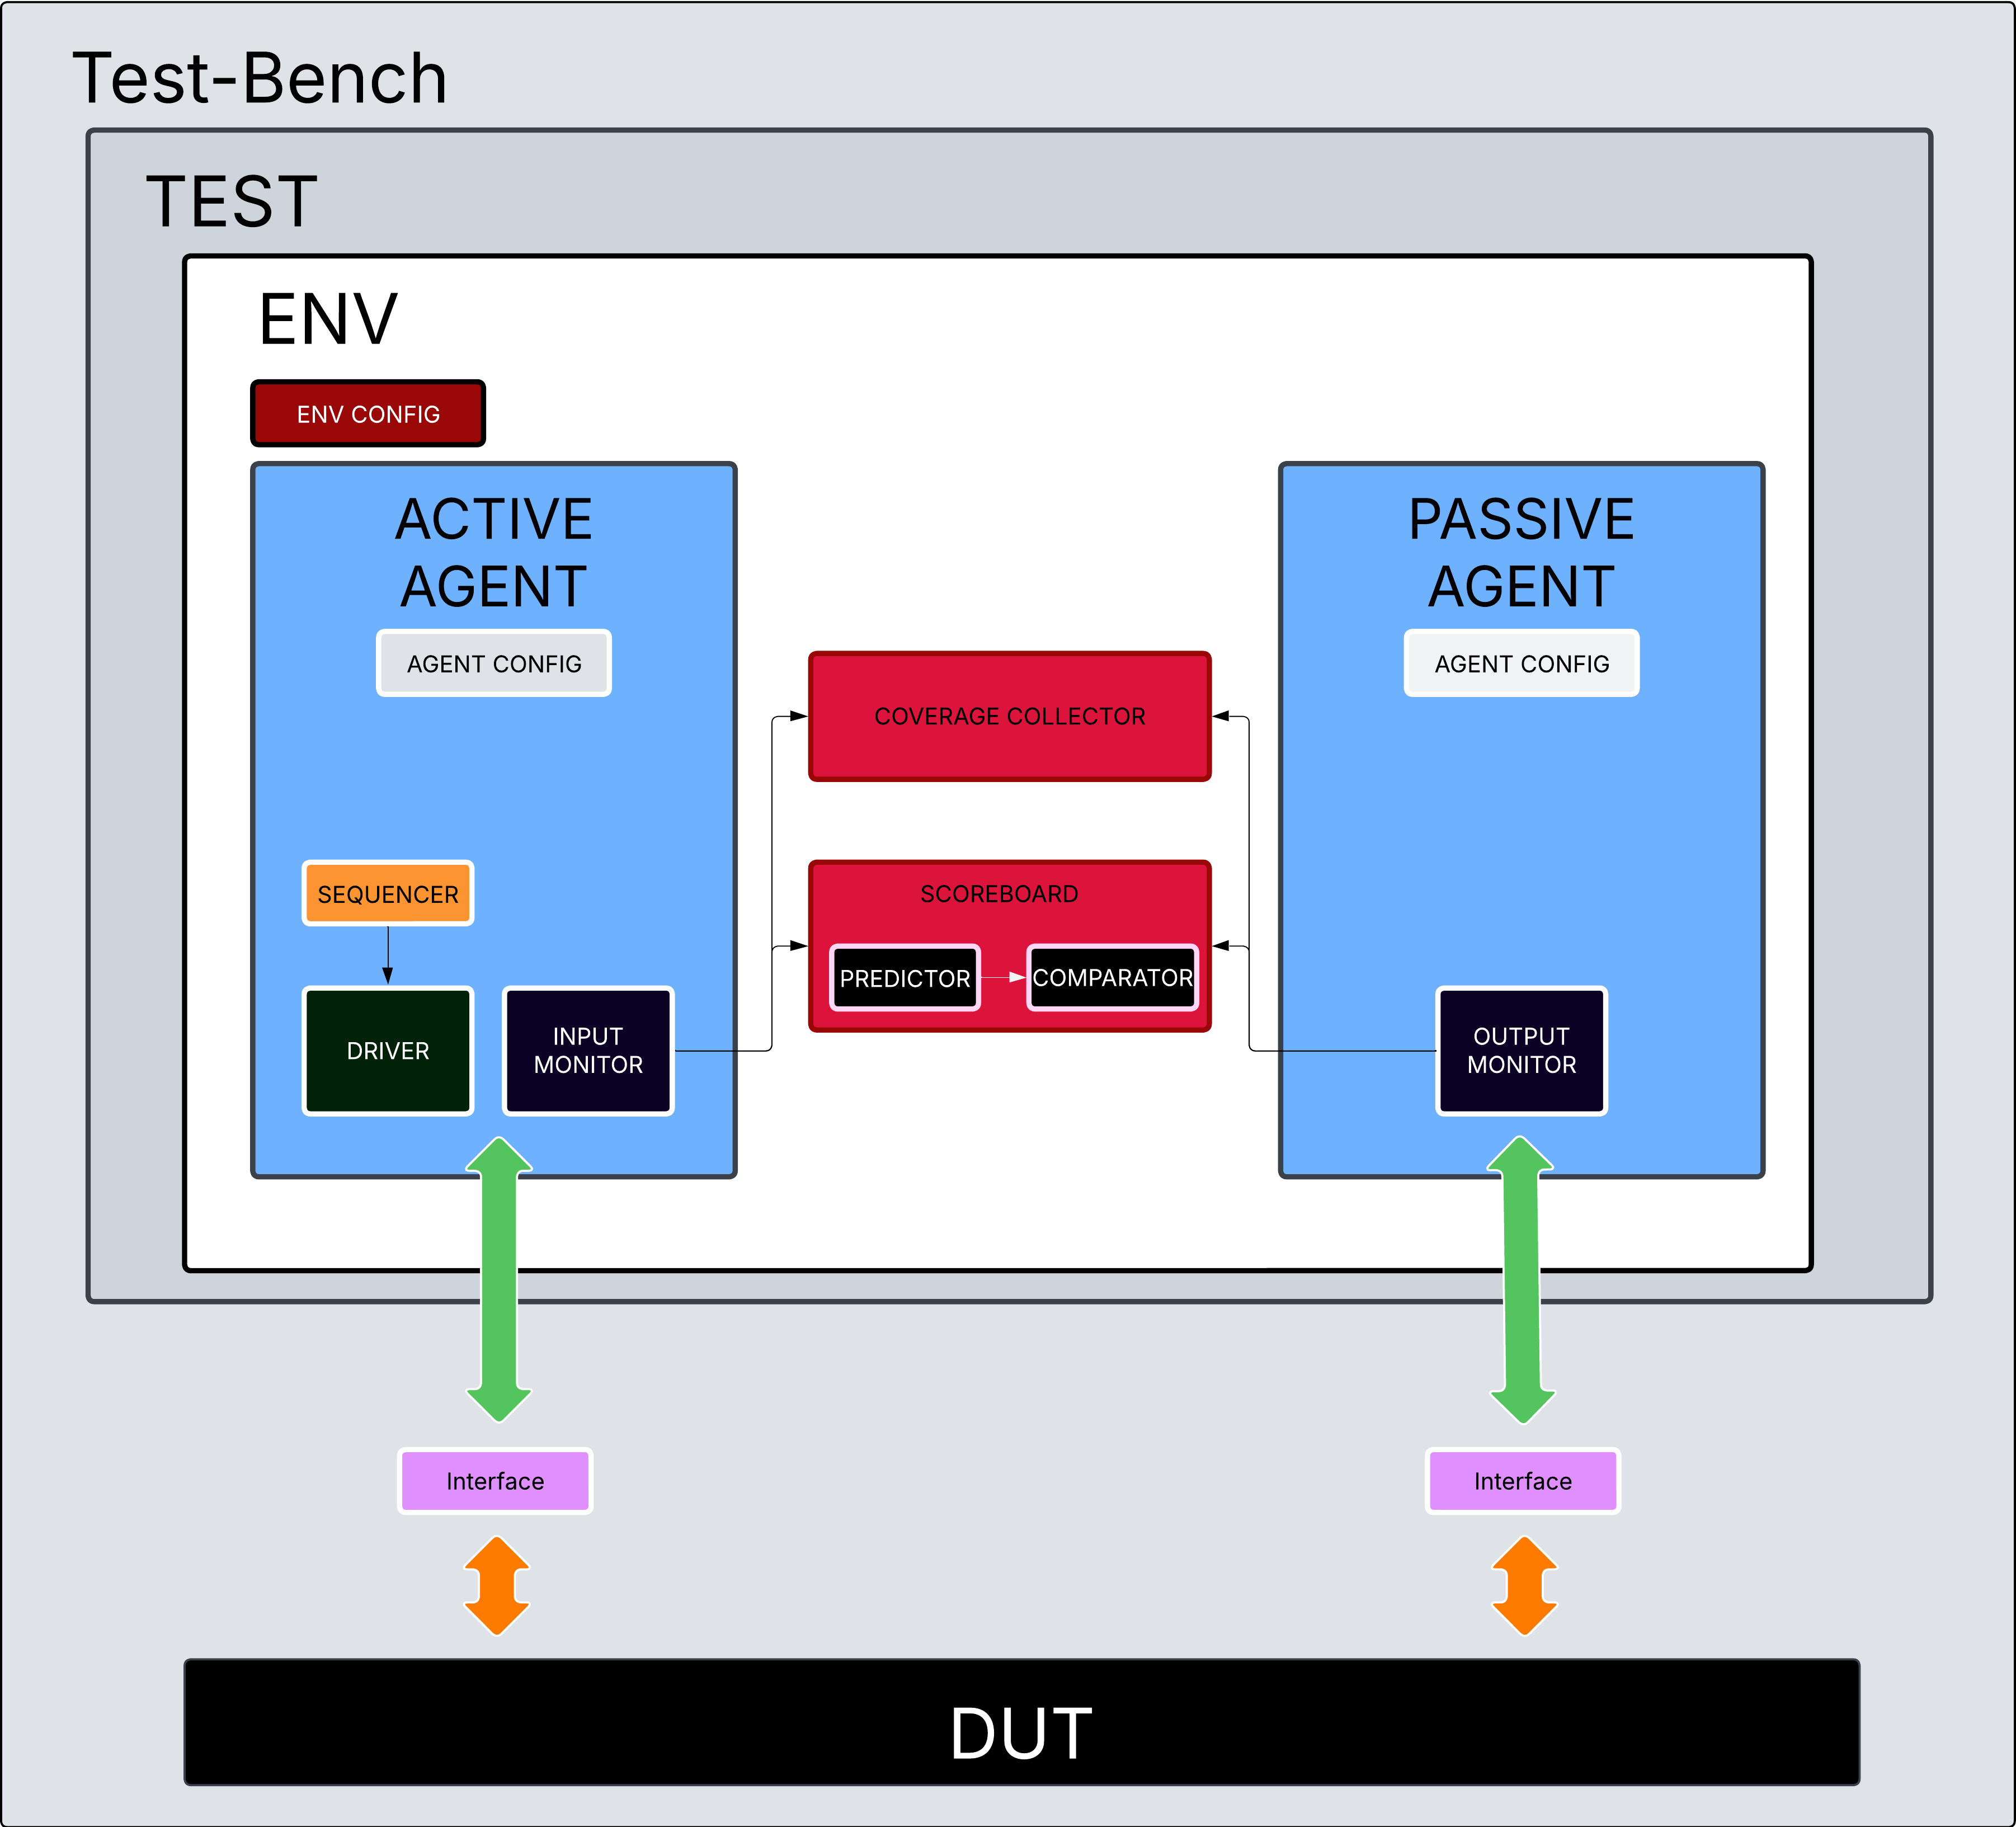 Test-Bench
TEST
ENV
ENV CONFIG
ACTIVE
AGENT
AGENT CONFIG
SEQUENCER
DRIVER
INPUT
MONITOR
COVERAGE COLLECTOR
SCOREBOARD
PREDICTOR
COMPARATOR
PASSIVE
AGENT
AGENT CONFIG
OUTPUT
MONITOR
Interface
Interface
DUT